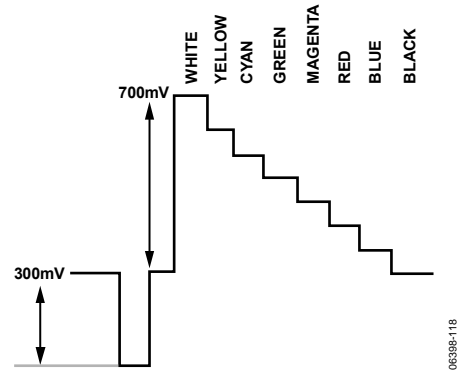 WHITE
YELLOW
CYAN
GREEN
MAGENTA
RED
BLUE
BLACK
700mV
300mV
06398-118